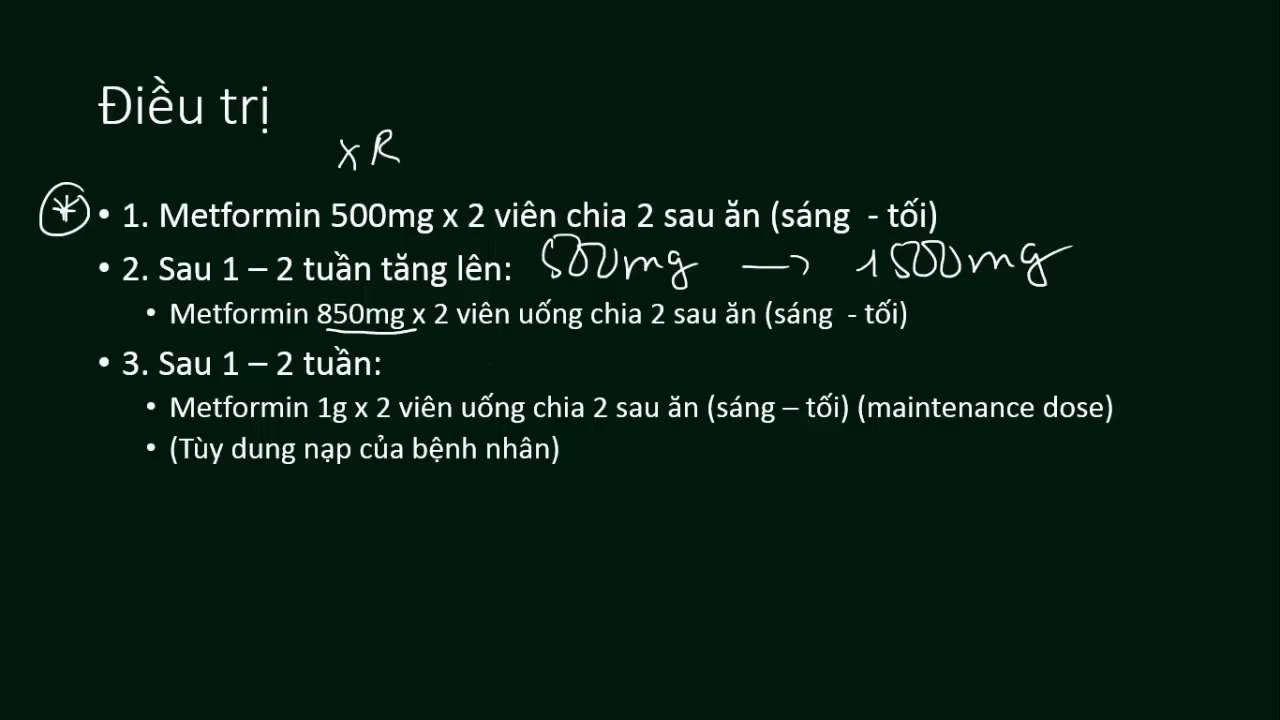 Điều trị
XR
* • 1. Metformin 500mg x 2 viên chia 2 sau ăn (sáng - tối)
• 2. Sau 1 – 2 tuần tăng lên: 500mg → 1500mg
• Metformin 850mg x 2 viên uống chia 2 sau ăn (sáng - tối)
• 3. Sau 1 – 2 tuần:
• Metformin 1g x 2 viên uống chia 2 sau ăn (sáng – tối) (maintenance dose)
• (Tùy dung nạp của bệnh nhân)